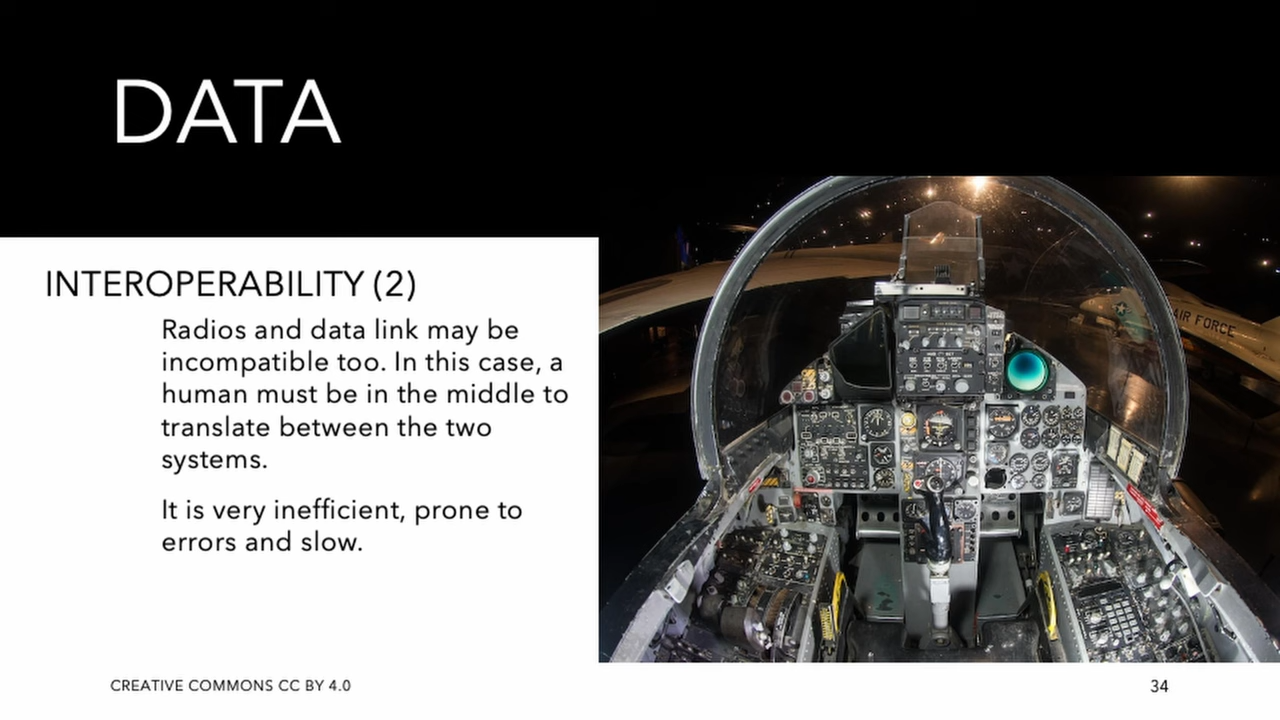 DATA
INTEROPERABILITY (2)
Radios and data link may be
incompatible too. In this case, a
human must be in the middle to
translate between the two
systems.
It is very inefficient, prone to
errors and slow.
AIR FORCE
CREATIVE COMMONS CC BY 4.0
34